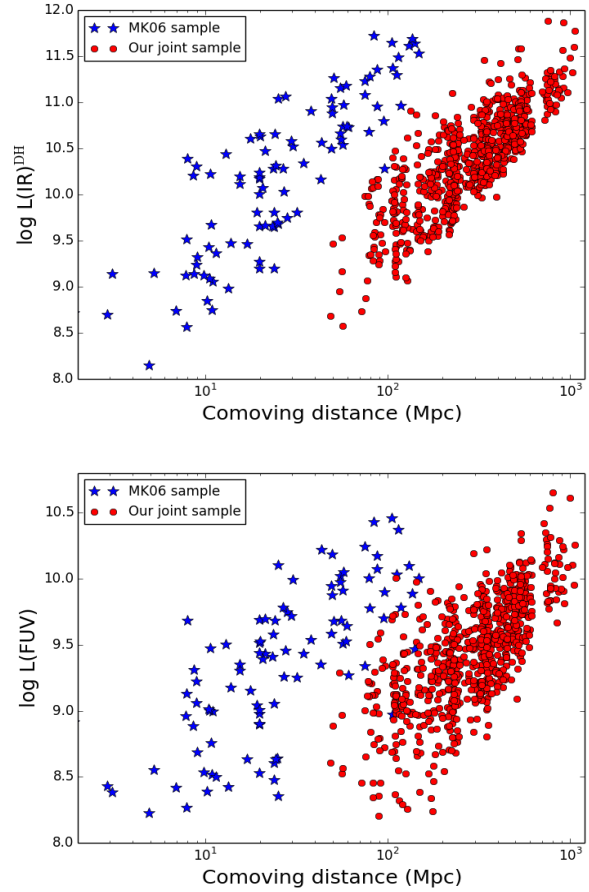 12.0
11.5
11.0
10.5
10.0
9.5
9.0
8.5
8.0
log L(IR)^DH
MK06 sample
Our joint sample
10^1
10^2
10^3
Comoving distance (Mpc)
10.5
10.0
9.5
9.0
8.5
8.0
log L(FUV)
MK06 sample
Our joint sample
10^1
10^2
10^3
Comoving distance (Mpc)